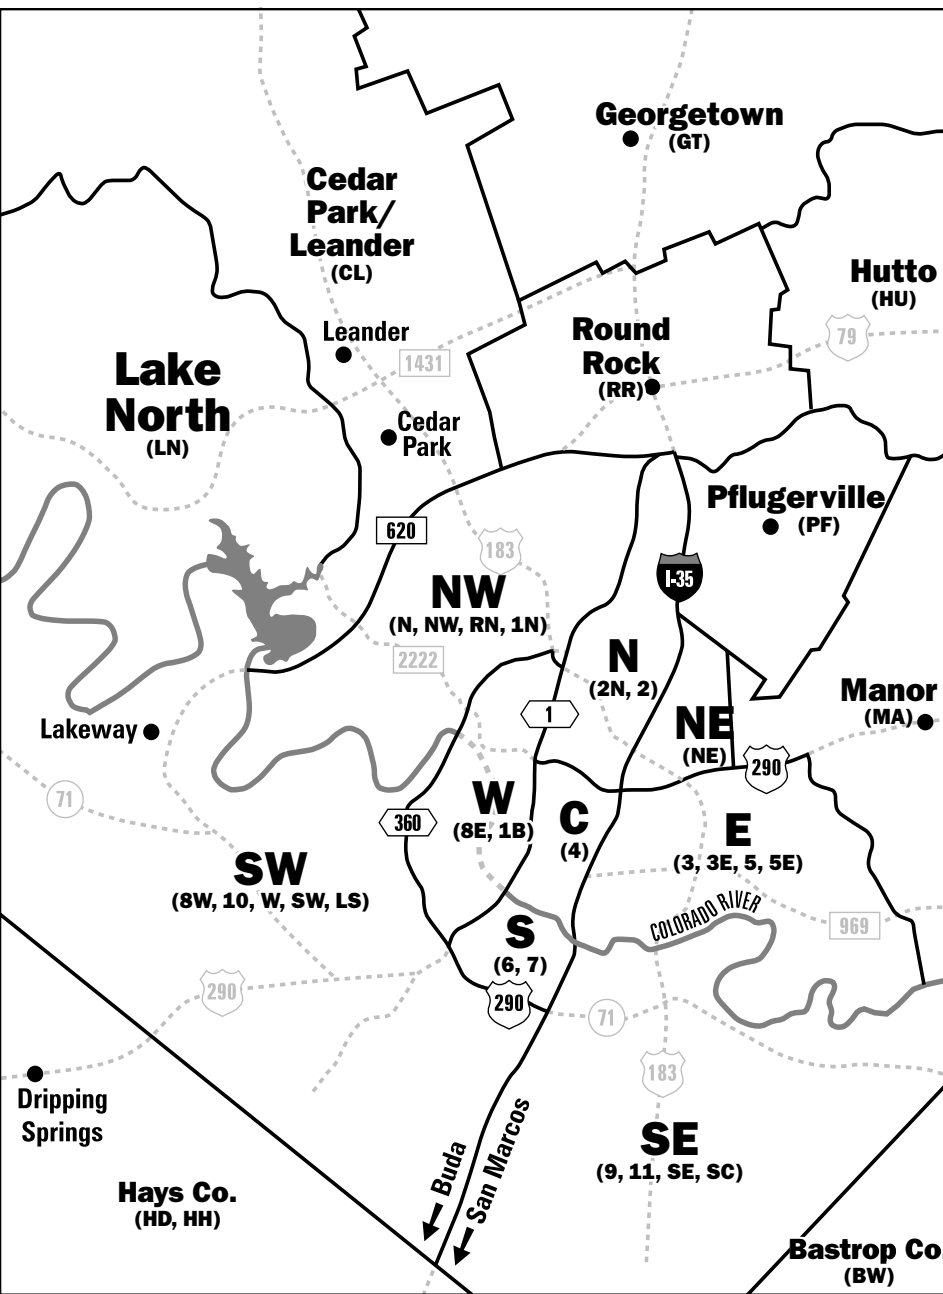 Georgetown
(GT)
Cedar
Park/
Leander
(CL)
Hutto
(HU)
Leander
Round
Rock
(RR)
79
1431
Lake
North
(LN)
Cedar
Park
Pflugerville
(PF)
620
183
I-35
NW
(N, NW, RN, 1N)
2222
N
(2N, 2)
Manor
(MA)
1
NE
(NE)
Lakeway
290
71
W
(8E, 1B)
360
C
(4)
E
(3, 3E, 5, 5E)
SW
(8W, 10, W, SW, LS)
COLORADO RIVER
969
S
(6, 7)
290
290
71
183
Dripping
Springs
SE
(9, 11, SE, SC)
Buda
San Marcos
Hays Co.
(HD, HH)
Bastrop Co.
(BW)